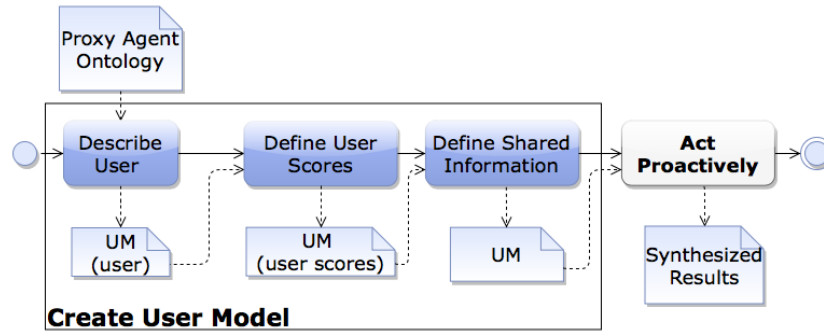 Proxy Agent
Ontology
Describe
User
Define User
Scores
Define Shared
Information
Act
Proactively
UM
(user)
UM
(user scores)
UM
Synthesized
Results
Create User Model